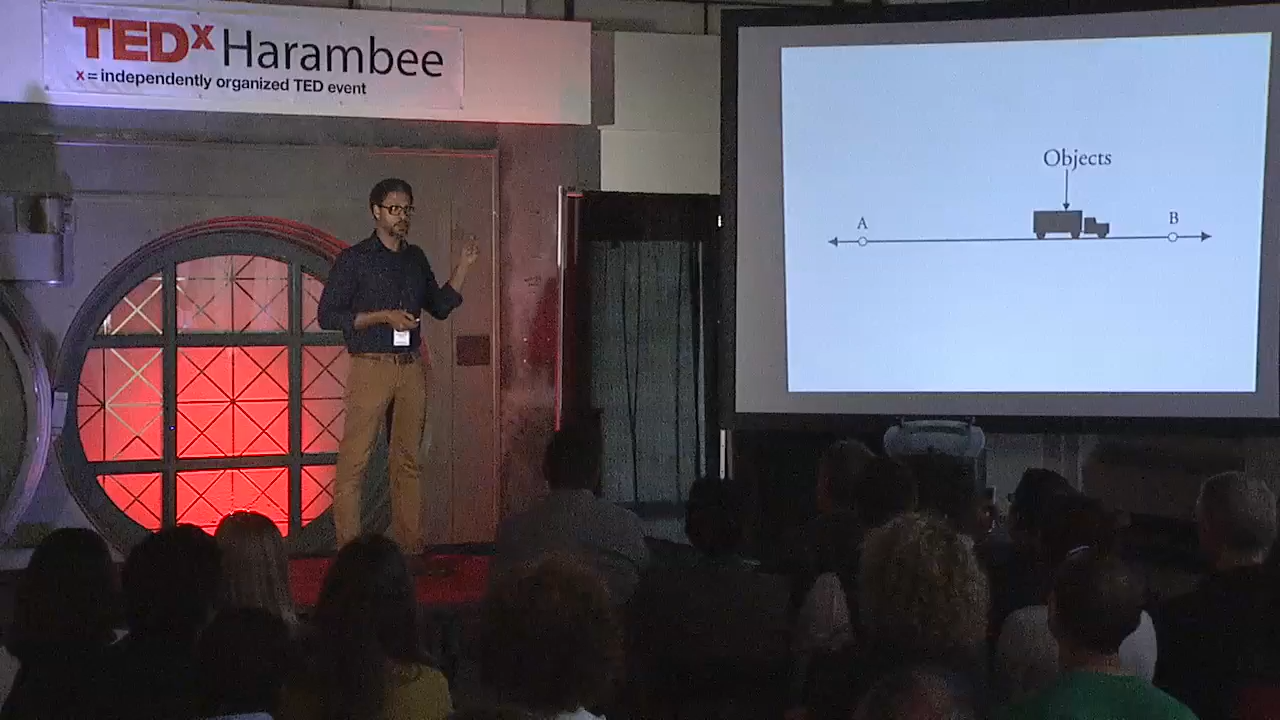 TEDx Harambee
x = independently organized TED event
Objects
A
B